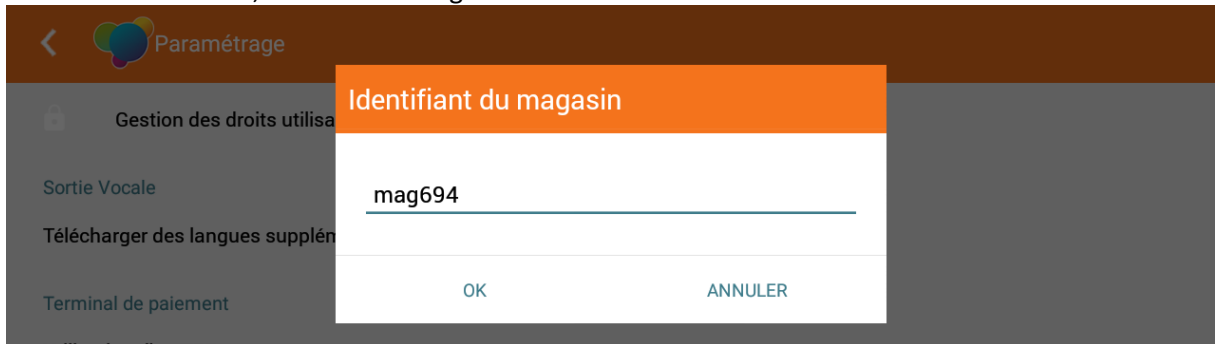 Paramétrage
Identifiant du magasin
Gestion des droits utilisa
mag694
Sortie Vocale
Télécharger des langues supplém
OK
ANNULER
Terminal de paiement